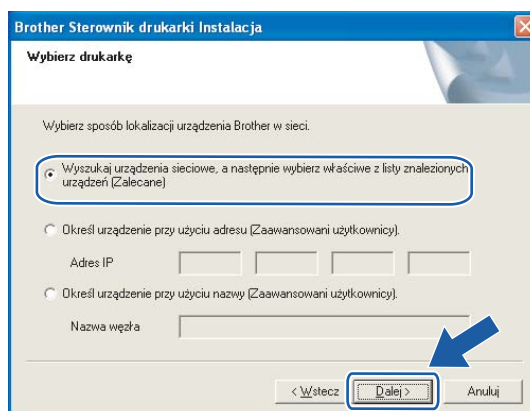 Brother Sterownik drukarki Instalacja
Wybierz drukarkę
Wybierz sposób lokalizacji urządzenia Brother w sieci.
Wyszukaj urządzenia sieciowe, a następnie wybierz właściwe z listy znalezionych
urządzeń (Zalecane)
Określ urządzenie przy użyciu adresu (Zaawansowani użytkownicy).
Adres IP
Określ urządzenie przy użyciu nazwy (Zaawansowani użytkownicy).
Nazwa węzła
< Wstecz Dalej > Anuluj